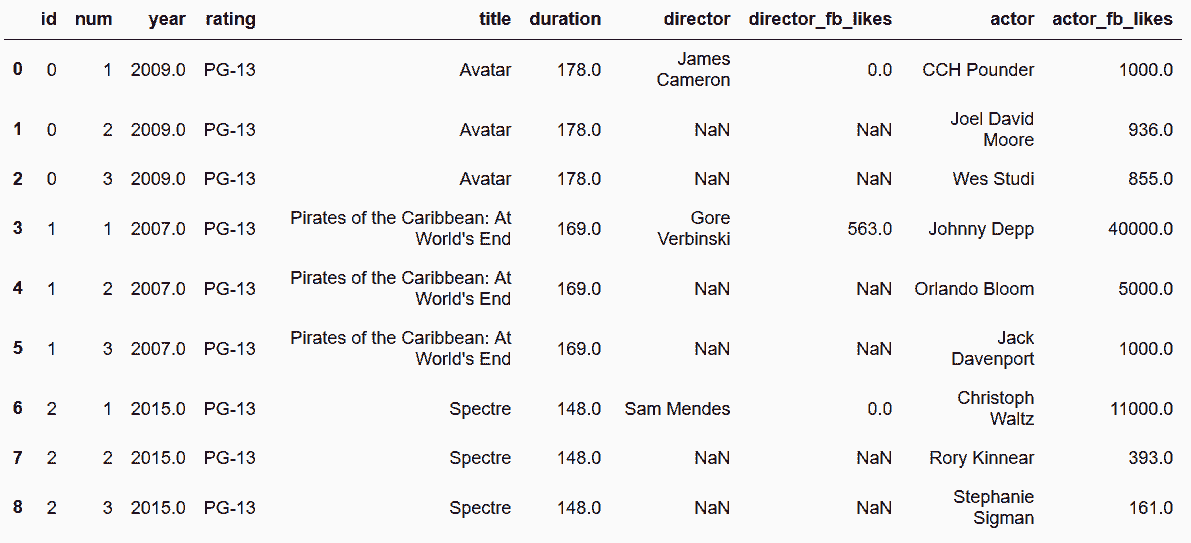 id num year rating title duration director director_fb_likes actor actor_fb_likes
0 0 1 2009.0 PG-13 Avatar 178.0 James Cameron 0.0 CCH Pounder 1000.0
1 0 2 2009.0 PG-13 Avatar 178.0 NaN NaN Joel David Moore 936.0
2 0 3 2009.0 PG-13 Avatar 178.0 NaN NaN Wes Studi 855.0
3 1 1 2007.0 PG-13 Pirates of the Caribbean: At World's End 169.0 Gore Verbinski 563.0 Johnny Depp 40000.0
4 1 2 2007.0 PG-13 Pirates of the Caribbean: At World's End 169.0 NaN NaN Orlando Bloom 5000.0
5 1 3 2007.0 PG-13 Pirates of the Caribbean: At World's End 169.0 NaN NaN Jack Davenport 1000.0
6 2 1 2015.0 PG-13 Spectre 148.0 Sam Mendes 0.0 Christoph Waltz 11000.0
7 2 2 2015.0 PG-13 Spectre 148.0 NaN NaN Rory Kinnear 393.0
8 2 3 2015.0 PG-13 Spectre 148.0 NaN NaN Stephanie Sigman 161.0